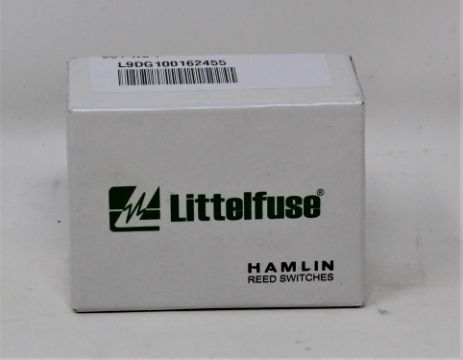 L9DG100162455
Littelfuse®
HAMLIN
REED SWITCHES